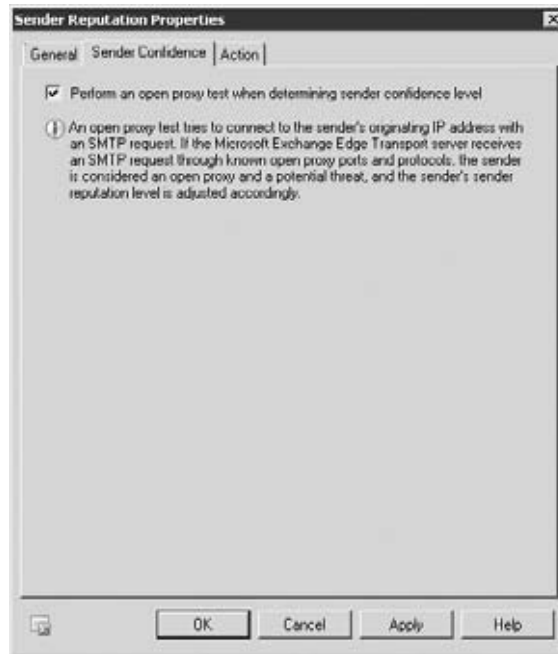 Sender Reputation Properties
General Sender Confidence Action
Perform an open proxy test when determining sender confidence level
An open proxy test tries to connect to the sender's originating IP address with
an SMTP request. If the Microsoft Exchange Edge Transport server receives
an SMTP request through known open proxy ports and protocols, the sender
is considered an open proxy and a potential threat, and the sender's sender
reputation level is adjusted accordingly.
OK Cancel Apply Help